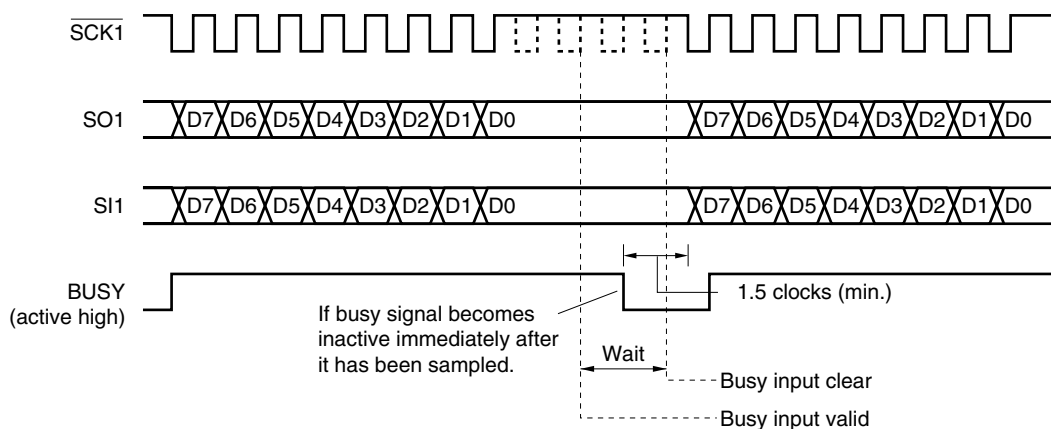 SCK1
SO1 D7 D6 D5 D4 D3 D2 D1 D0 D7 D6 D5 D4 D3 D2 D1 D0
SI1 D7 D6 D5 D4 D3 D2 D1 D0 D7 D6 D5 D4 D3 D2 D1 D0
BUSY
(active high)
1.5 clocks (min.)
If busy signal becomes
inactive immediately after
it has been sampled.
Wait
Busy input clear
Busy input valid